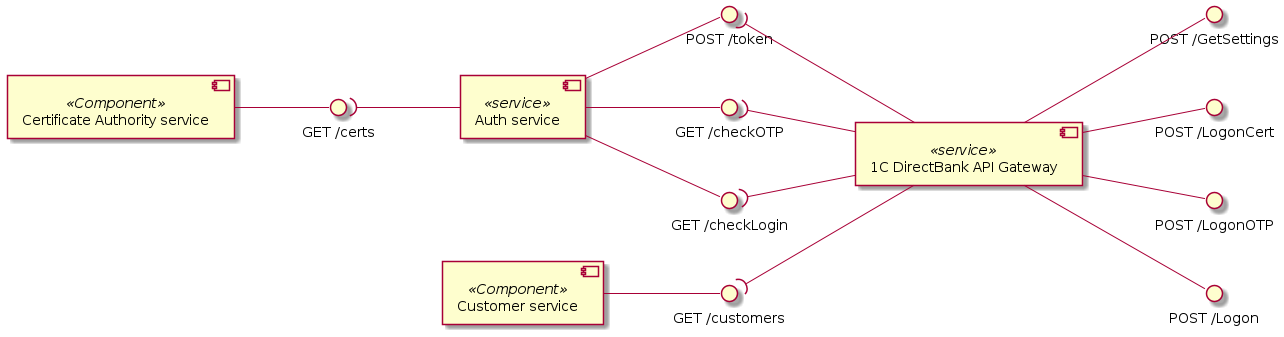 POST /token
POST /GetSettings
«Component»
Certificate Authority service
GET /certs
«service»
Auth service
GET /checkOTP
«service»
1C DirectBank API Gateway
POST /LogonCert
GET /checkLogin
POST /LogonOTP
«Component»
Customer service
GET /customers
POST /Logon